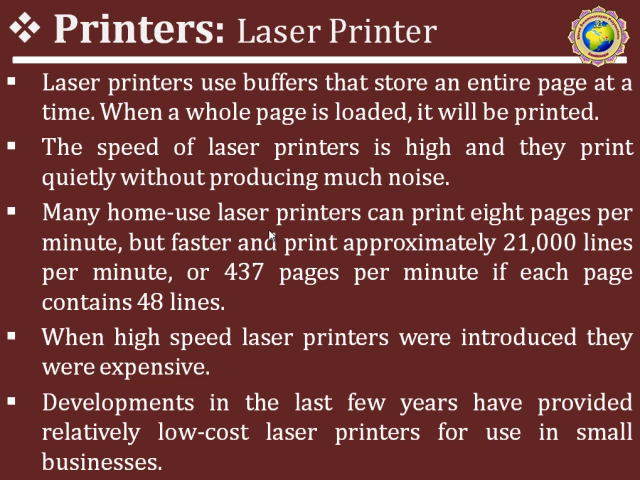 ❖ Printers: Laser Printer
▪ Laser printers use buffers that store an entire page at a
time. When a whole page is loaded, it will be printed.
▪ The speed of laser printers is high and they print
quietly without producing much noise.
▪ Many home-use laser printers can print eight pages per
minute, but faster and print approximately 21,000 lines
per minute, or 437 pages per minute if each page
contains 48 lines.
▪ When high speed laser printers were introduced they
were expensive.
▪ Developments in the last few years have provided
relatively low-cost laser printers for use in small
businesses.